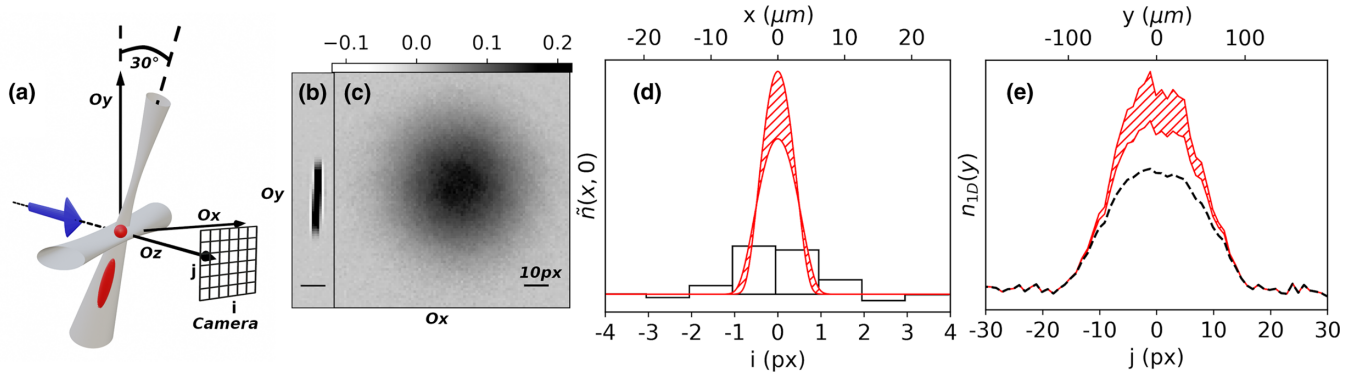 (a)
30°
Oy
Ox
Oz
j
i
Camera
−0.1 0.0 0.1 0.2
(b) (c)
Oy
10px
Ox
x (μm)
−20 −10 0 10 20
(d)
ñ(x, 0)
-4 -3 -2 -1 0 1 2 3 4
i (px)
y (μm)
-100 0 100
(e)
n1D(y)
-30 -20 -10 0 10 20 30
j (px)